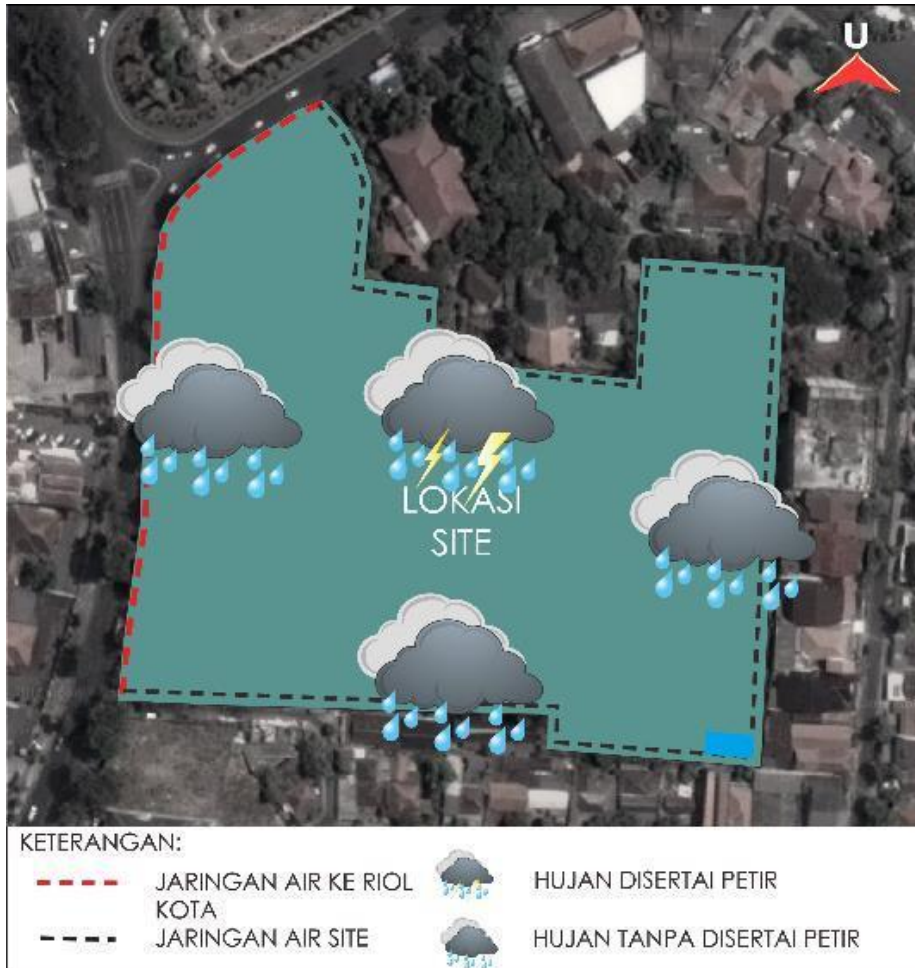 U
LOKASI
SITE
KETERANGAN:
JARINGAN AIR KE RIOL
KOTA
HUJAN DISERTAI PETIR
JARINGAN AIR SITE
HUJAN TANPA DISERTAI PETIR